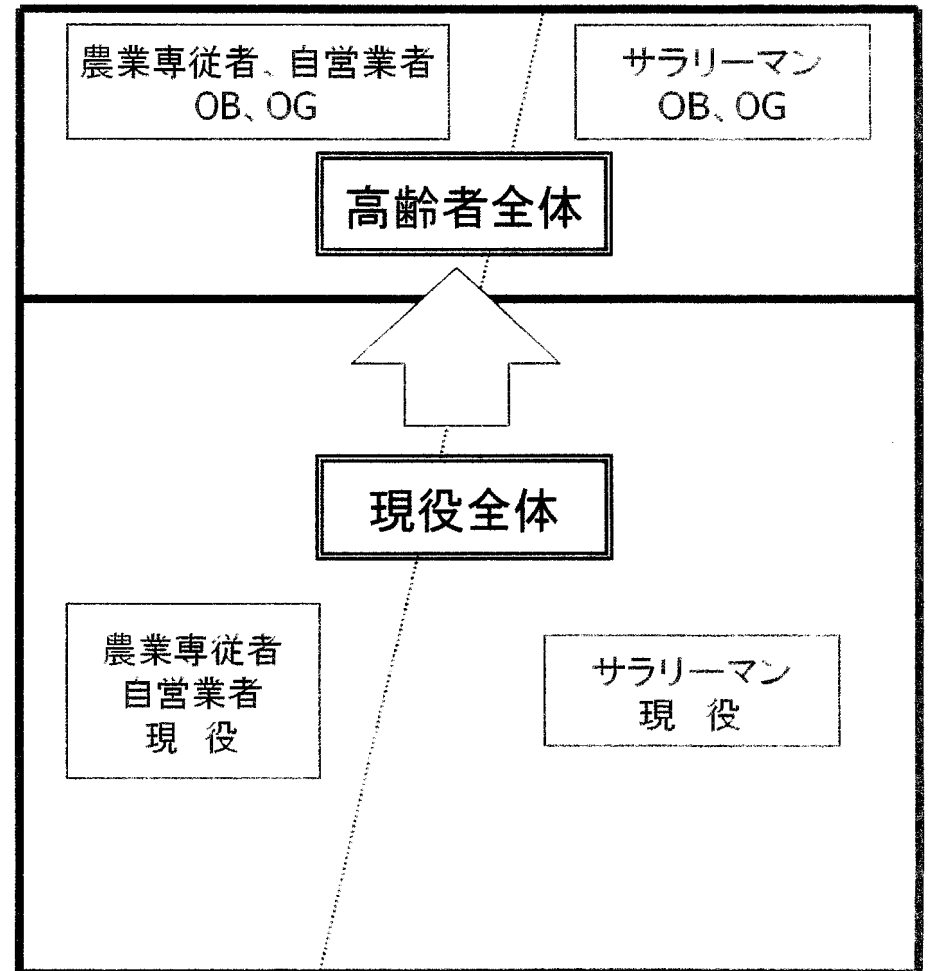 農業専従者、自営業者
OB、OG
サラリーマン
OB、OG
高齢者全体
現役全体
農業専従者
自営業者
現 役
サラリーマン
現 役